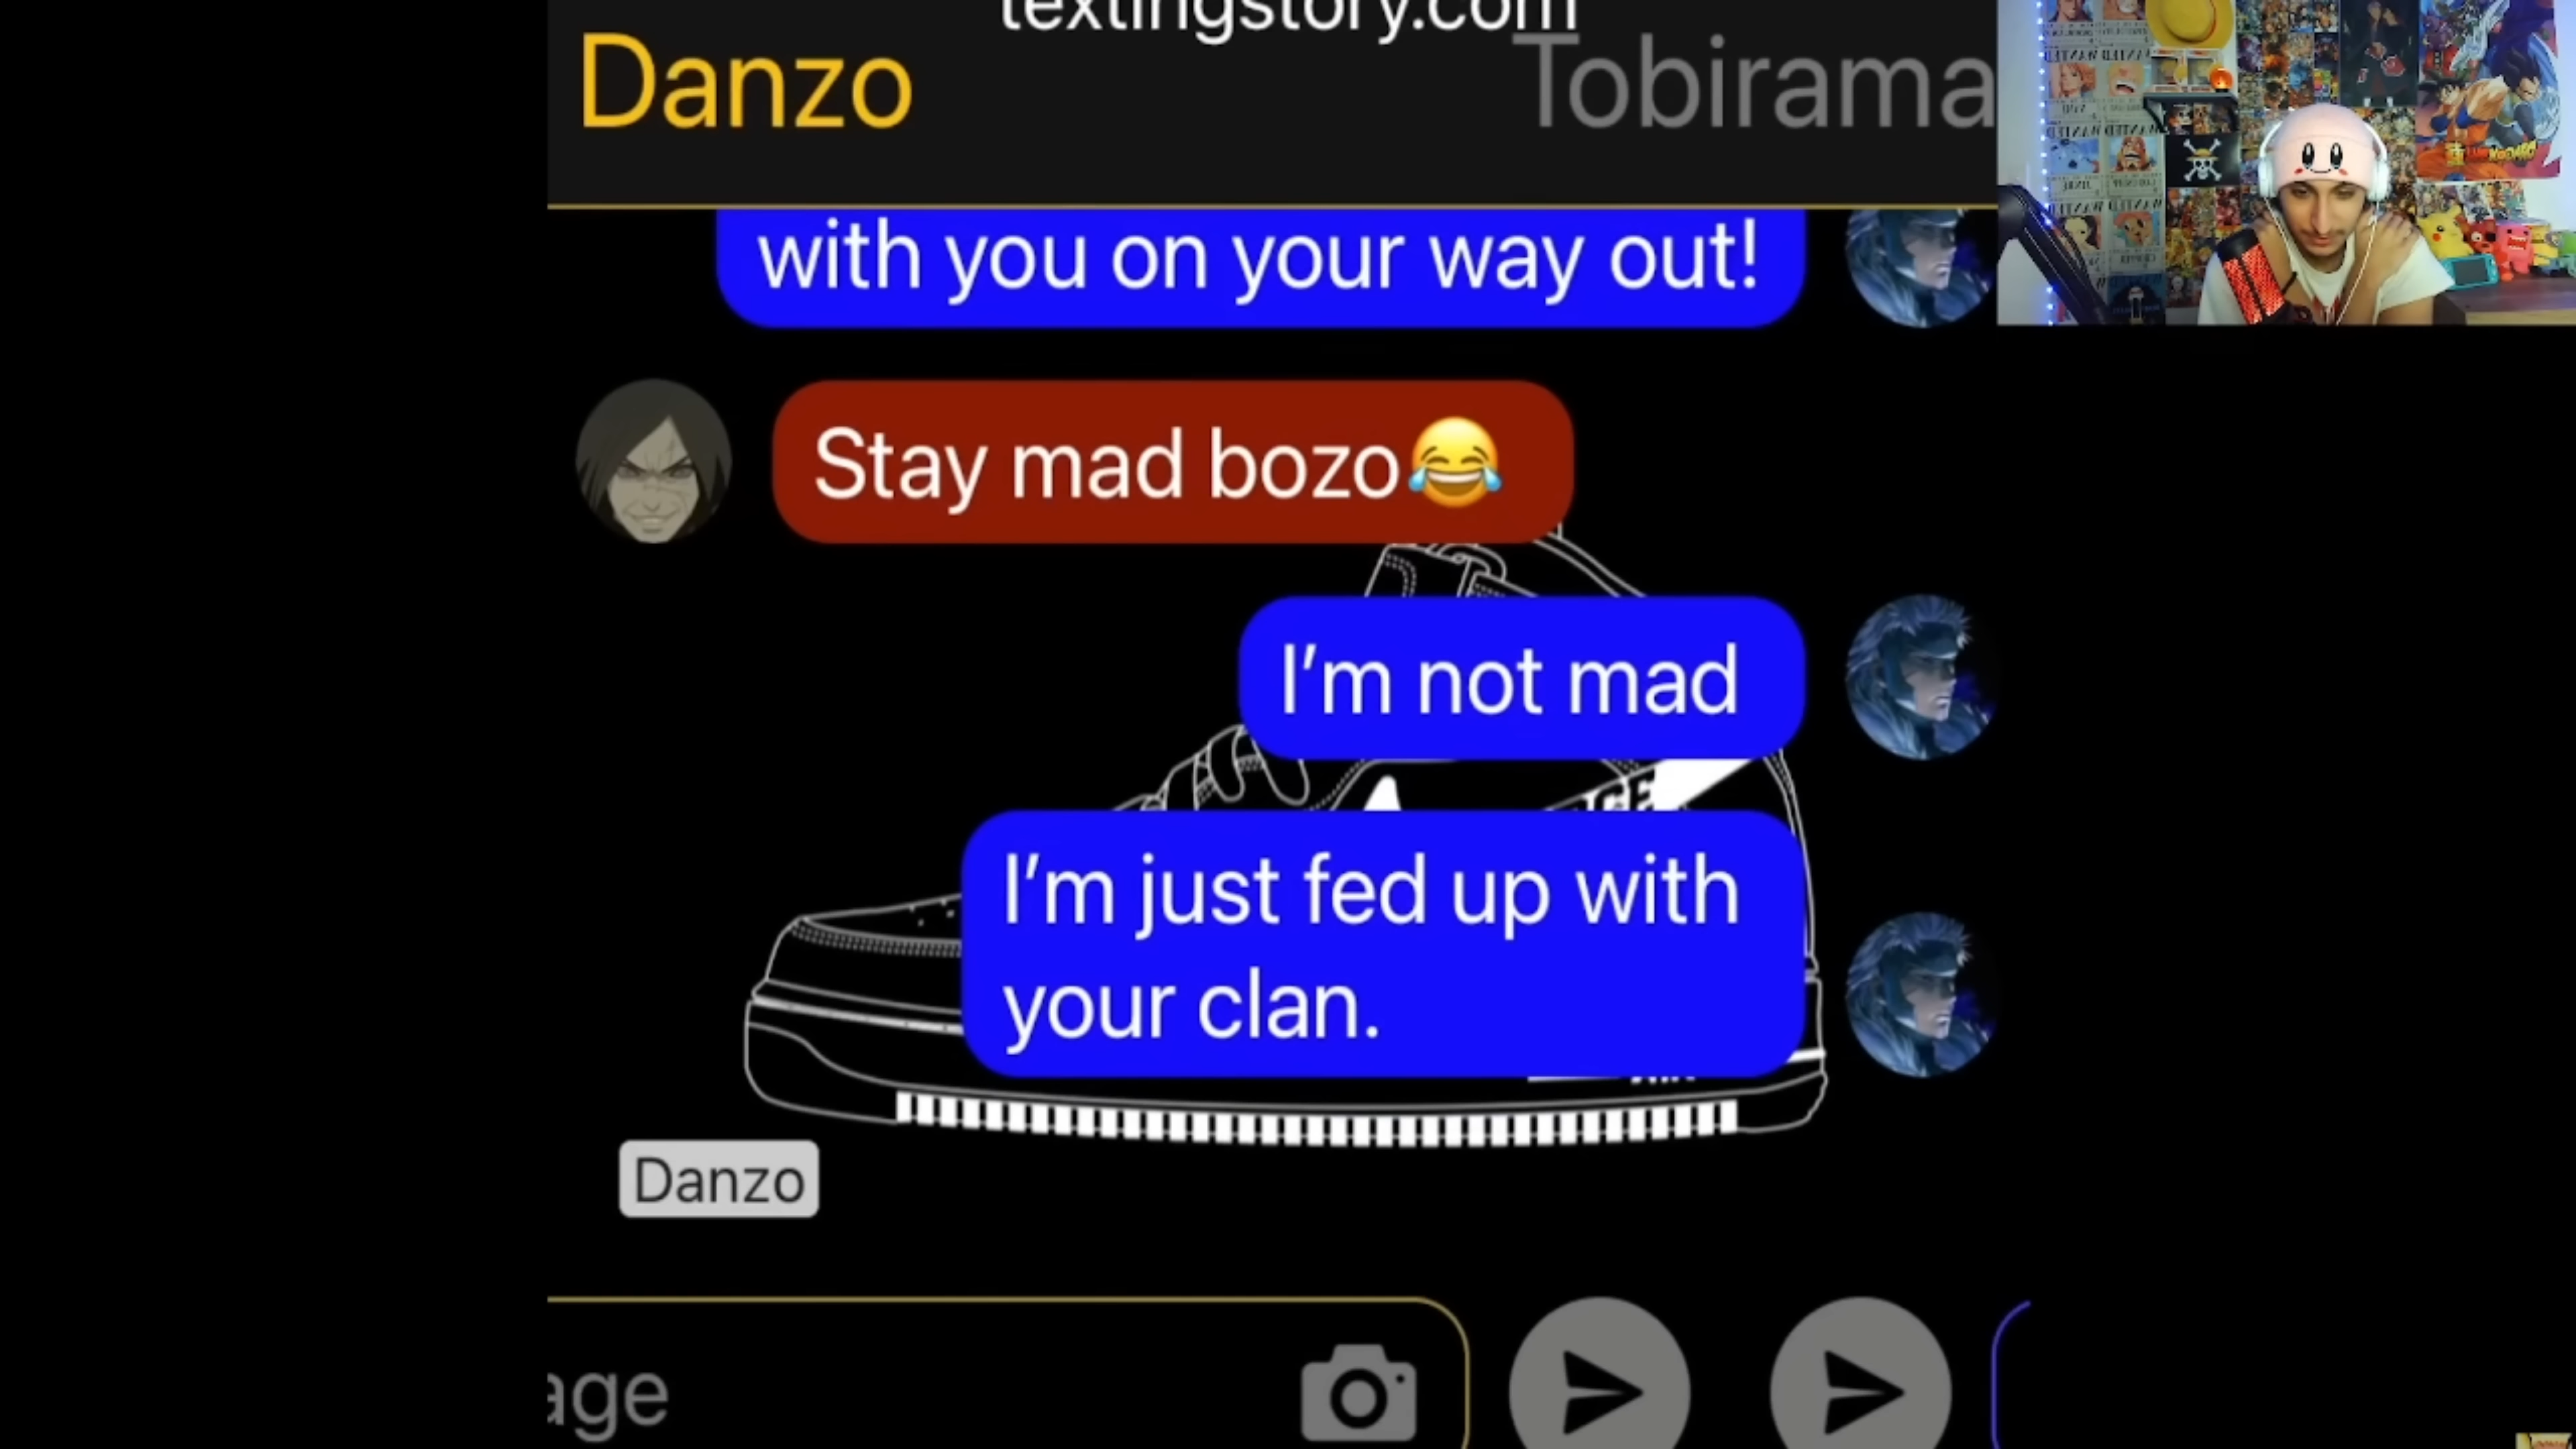 textingstory.com
Danzo
Tobirama
with you on your way out!
Stay mad bozo😂
I'm not mad
I'm just fed up with
your clan.
Danzo
age